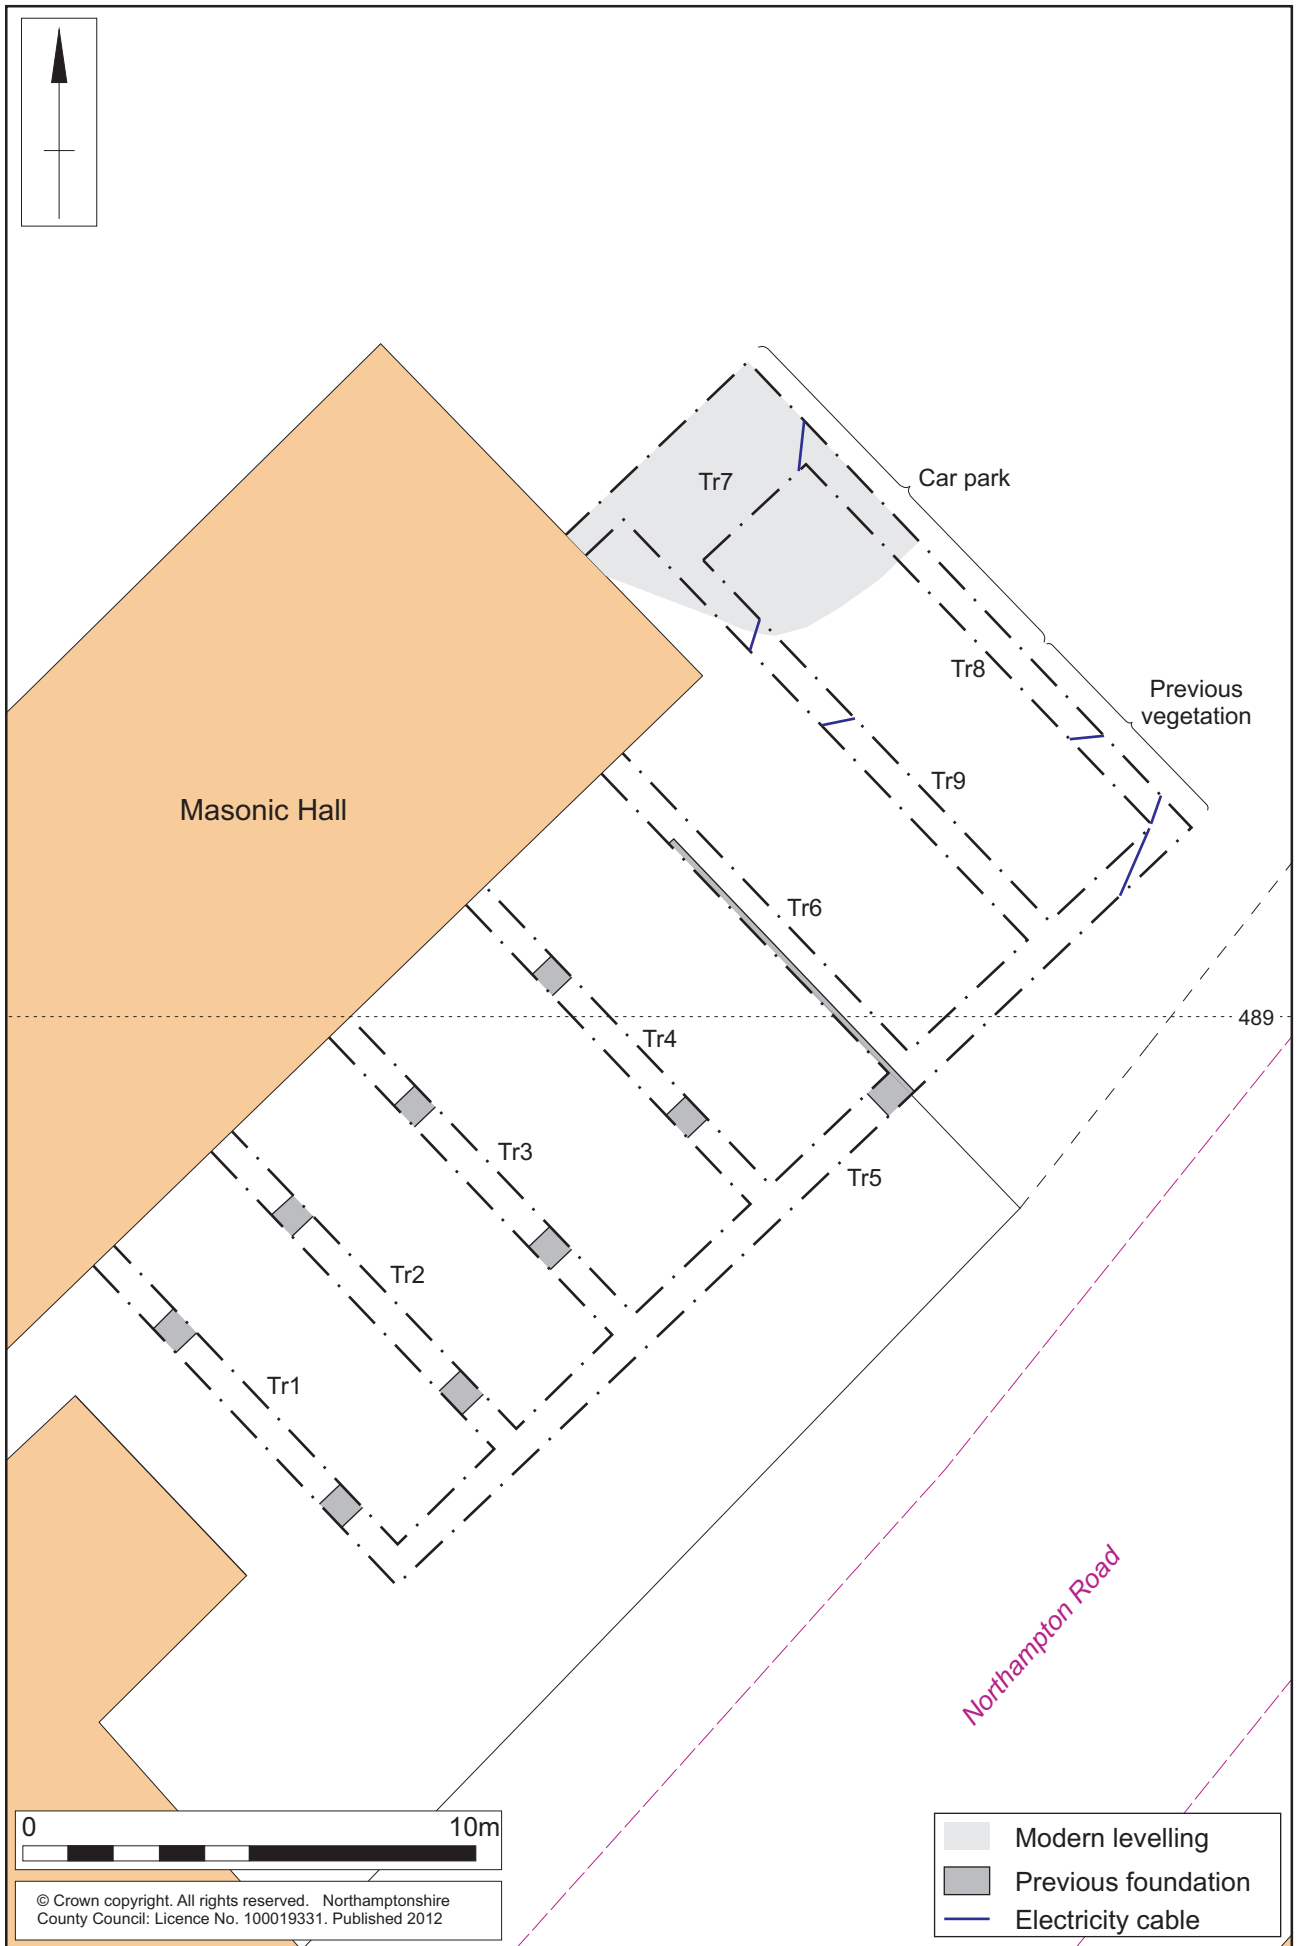 Car park
Tr7
Tr8
Previous
vegetation
Tr9
Masonic Hall
Tr6
489
Tr4
Tr3
Tr5
Tr2
Tr1
Northampton Road
0 10m
© Crown copyright. All rights reserved. Northamptonshire
County Council: Licence No. 100019331. Published 2012
Modern levelling
Previous foundation
Electricity cable